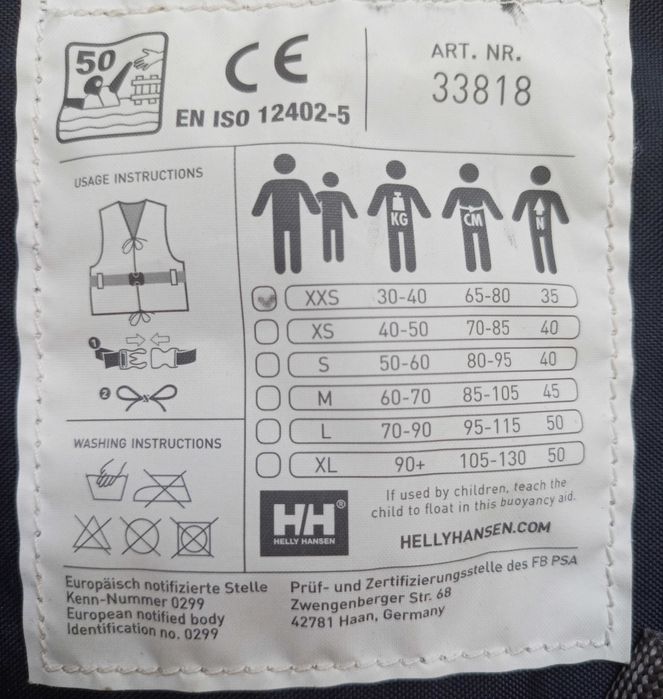 50
CE
EN ISO 12402-5
ART. NR.
33818
USAGE INSTRUCTIONS
1
2
WASHING INSTRUCTIONS
KG CM N
XXS 30-40 65-80 35
XS 40-50 70-85 40
S 50-60 80-95 40
M 60-70 85-105 45
L 70-90 95-115 50
XL 90+ 105-130 50
HH®
HELLY HANSEN
If used by children, teach the
child to float in this buoyancy aid.
HELLYHANSEN.COM
Europäisch notifizierte Stelle
Kenn-Nummer 0299
European notified body
Identification no. 0299
Prüf- und Zertifizierungsstelle des FB PSA
Zwengenberger Str. 68
42781 Haan, Germany